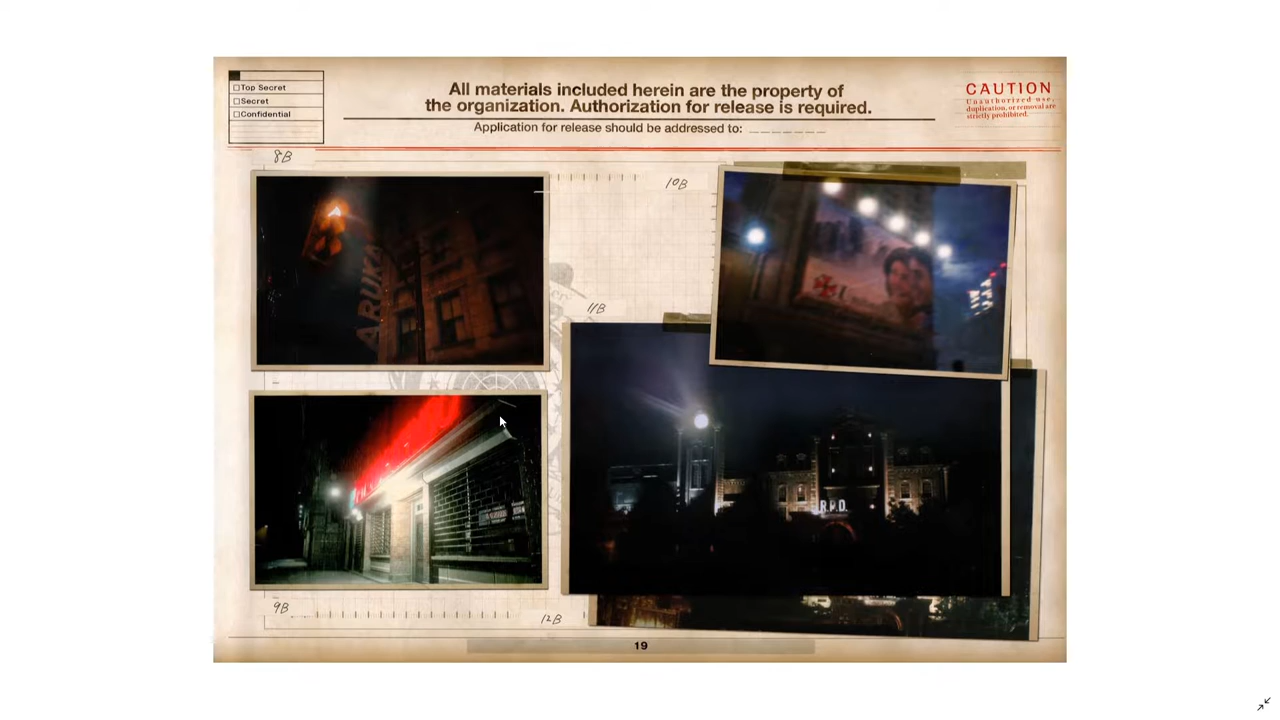 Top Secret
Secret
Confidential
All materials included herein are the property of
the organization. Authorization for release is required.
Application for release should be addressed to:
CAUTION
Unauthorized use,
duplication, or removal are
strictly prohibited.
8B
10B
ARUKA
11B
R.P.D.
9B
12B
19